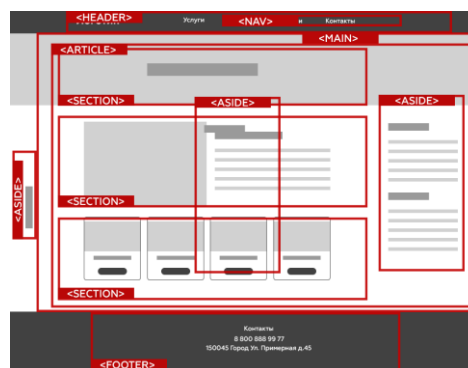 <HEADER>
Услуги
<NAV>
и
Контакты
<MAIN>
<ARTICLE>
<SECTION>
<ASIDE>
<ASIDE>
<SECTION>
<ASIDE>
<SECTION>
Контакты
8 800 888 99 77
150045 Город Ул. Примерная д.45
<FOOTER>